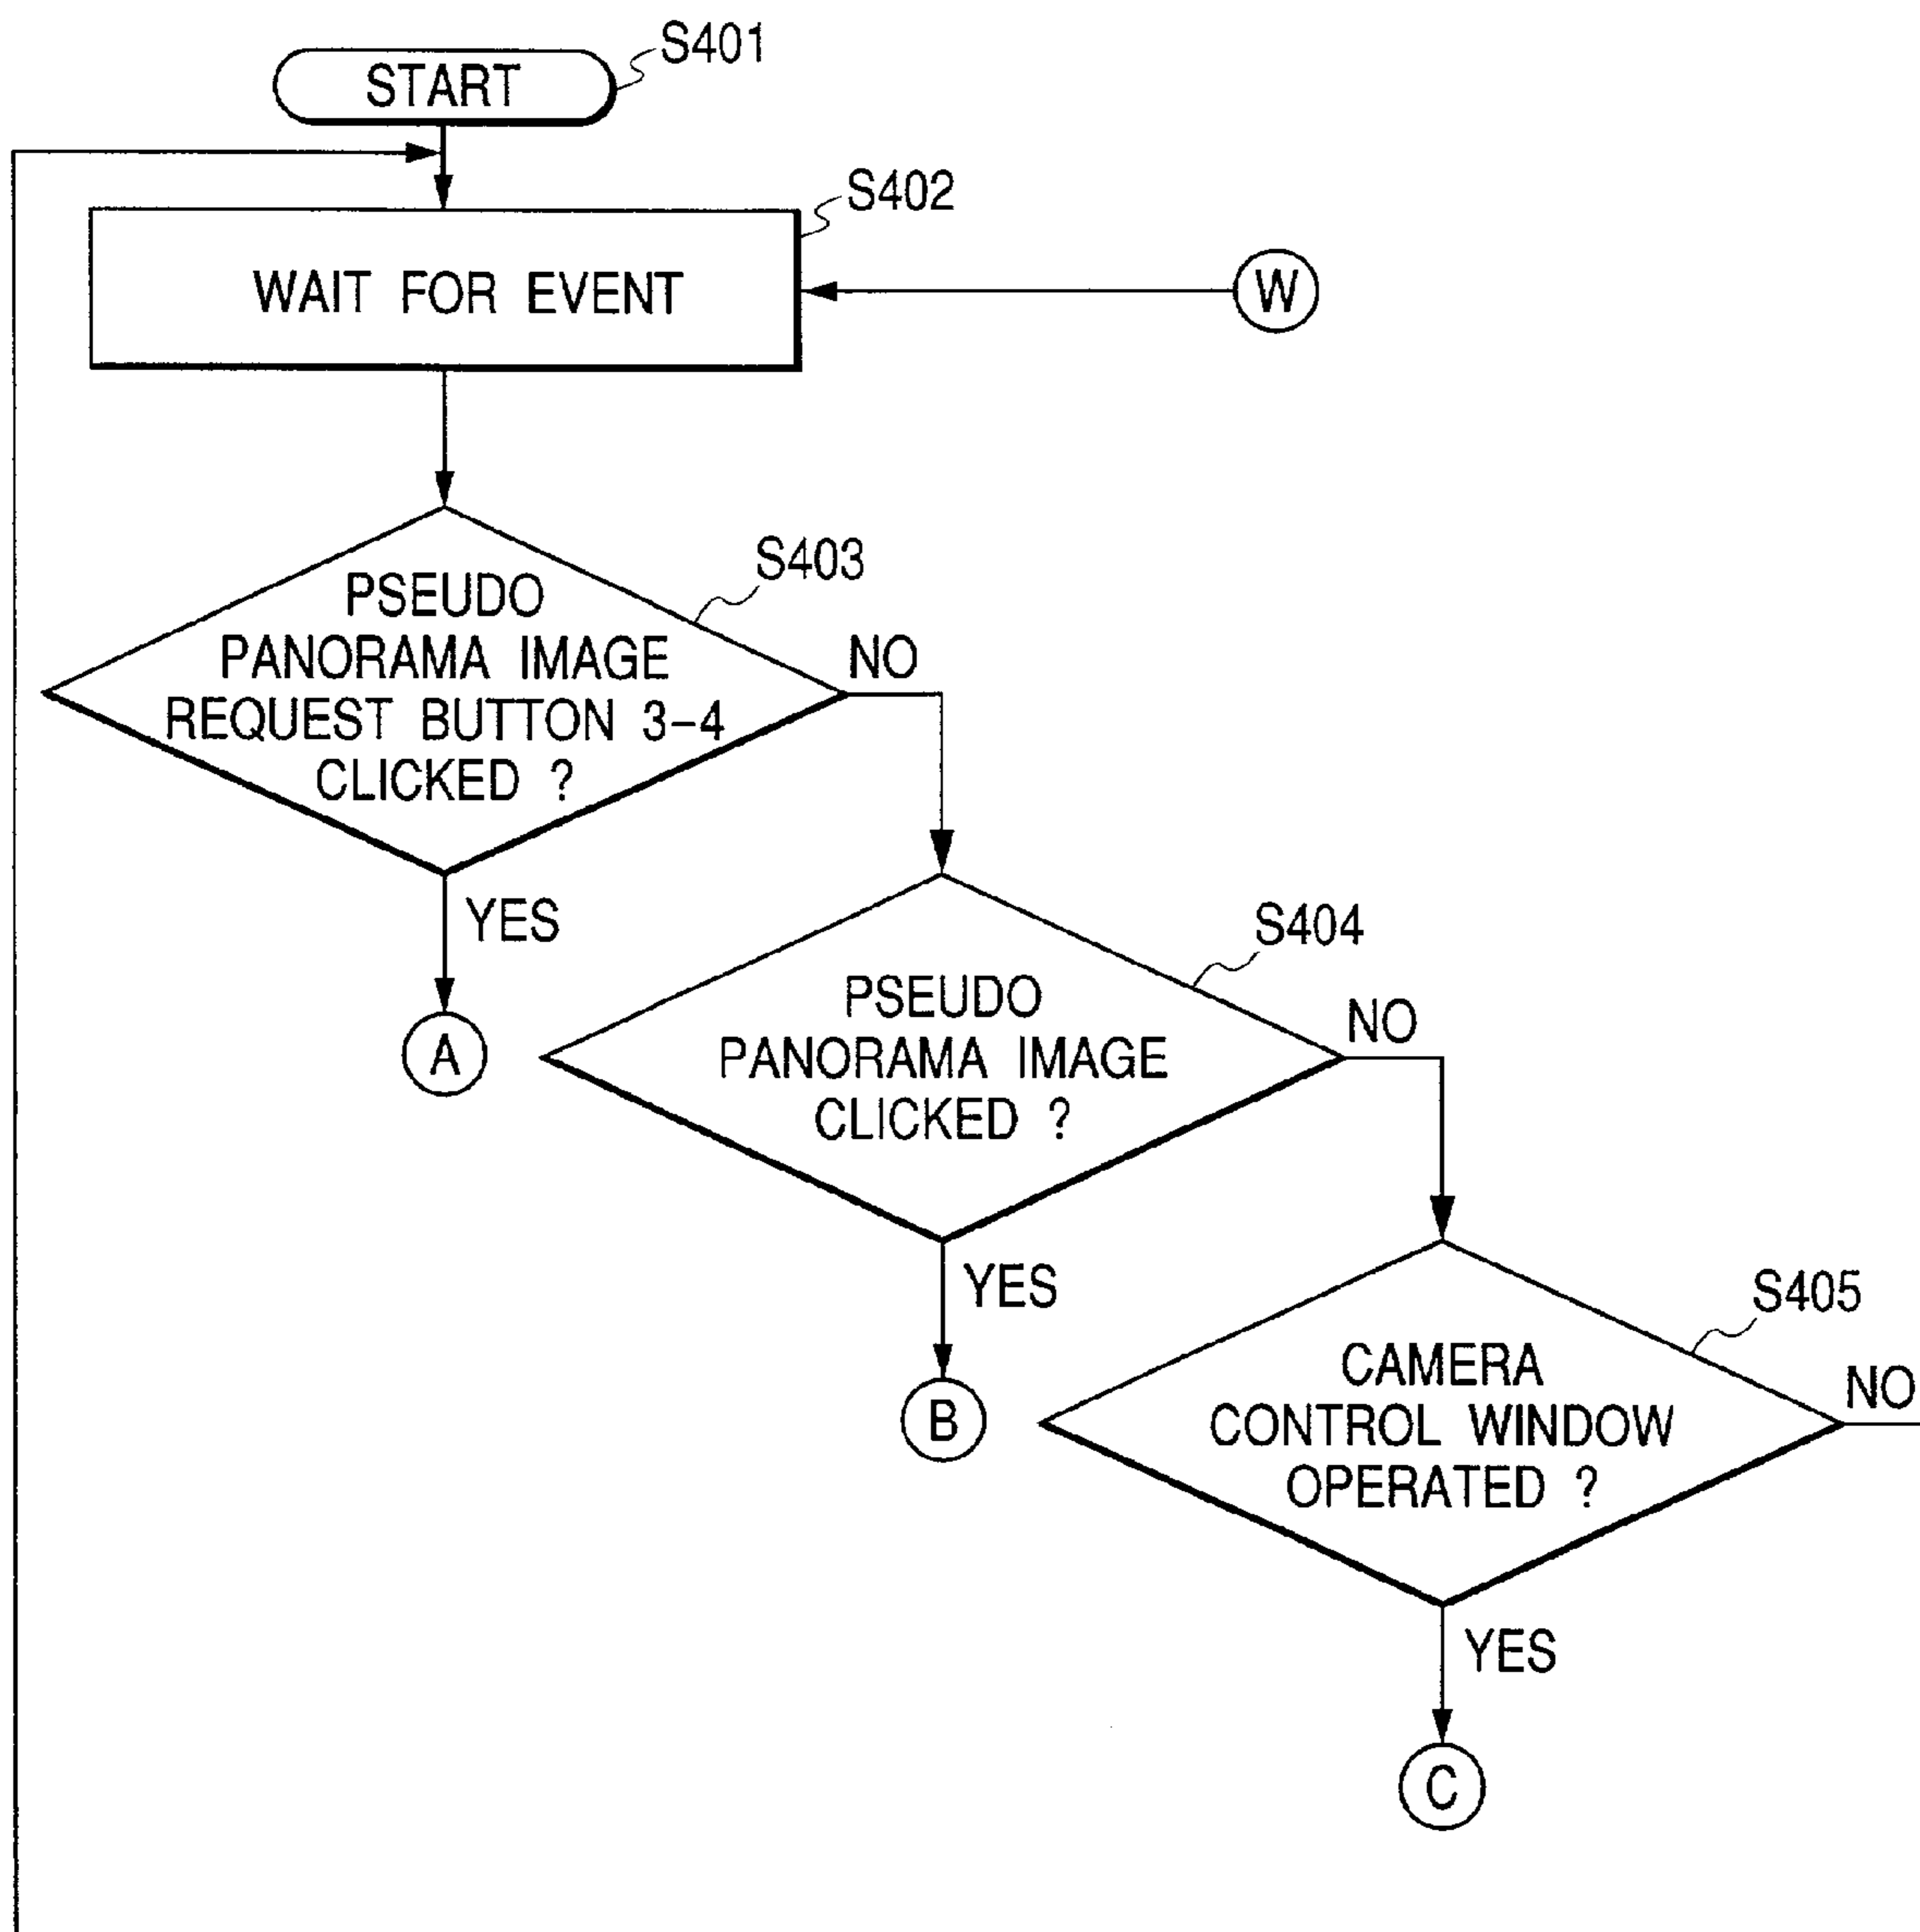 START
S401
S402
WAIT FOR EVENT
W
S403
PSEUDO
PANORAMA IMAGE
REQUEST BUTTON 3-4
CLICKED ?
NO
YES
A
S404
PSEUDO
PANORAMA IMAGE
CLICKED ?
NO
YES
B
S405
CAMERA
CONTROL WINDOW
OPERATED ?
NO
YES
C